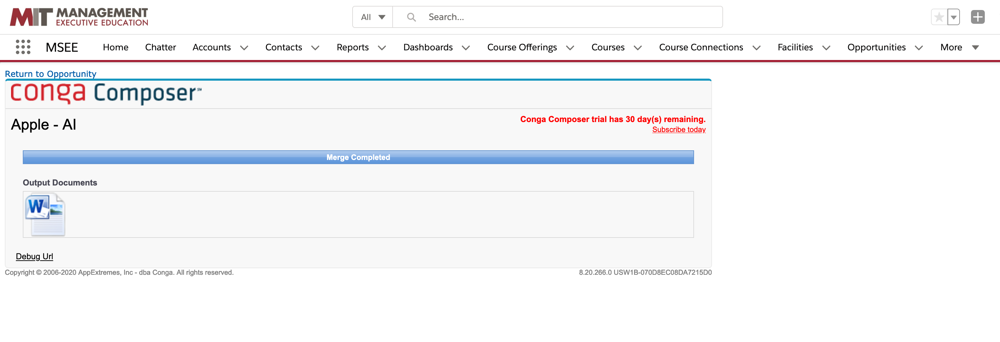 MIT MANAGEMENT
EXECUTIVE EDUCATION
All Search...
MSEE Home Chatter Accounts Contacts Reports Dashboards Course Offerings Courses Course Connections Facilities Opportunities More
Return to Opportunity
conga Composer℠
Apple - AI
Conga Composer trial has 30 day(s) remaining.
Subscribe today
Merge Completed
Output Documents
W
Debug Url
Copyright © 2006-2020 AppExtremes, Inc - dba Conga. All rights reserved. 8.20.266.0 USW1B-070D8EC08DA7215D0